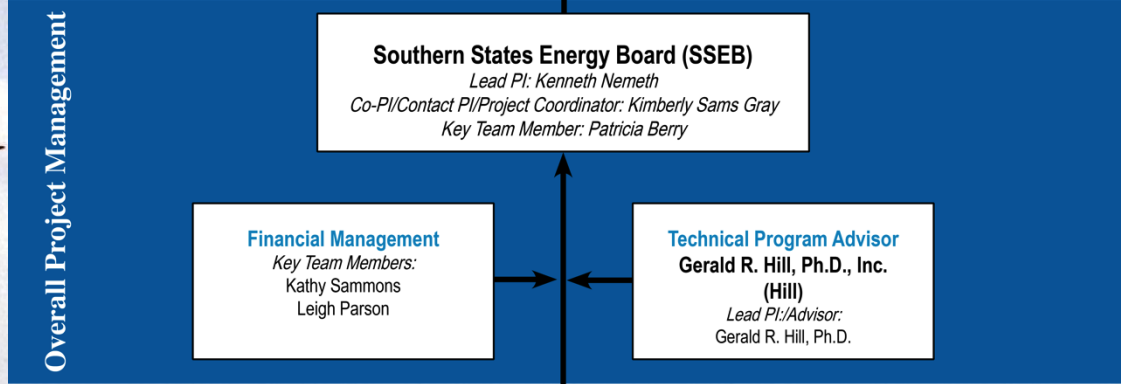 Overall Project Management
Southern States Energy Board (SSEB)
Lead PI: Kenneth Nemeth
Co-PI/Contact PI/Project Coordinator: Kimberly Sams Gray
Key Team Member: Patricia Berry
Financial Management
Key Team Members:
Kathy Sammons
Leigh Parson
Technical Program Advisor
Gerald R. Hill, Ph.D., Inc.
(Hill)
Lead PI:/Advisor:
Gerald R. Hill, Ph.D.